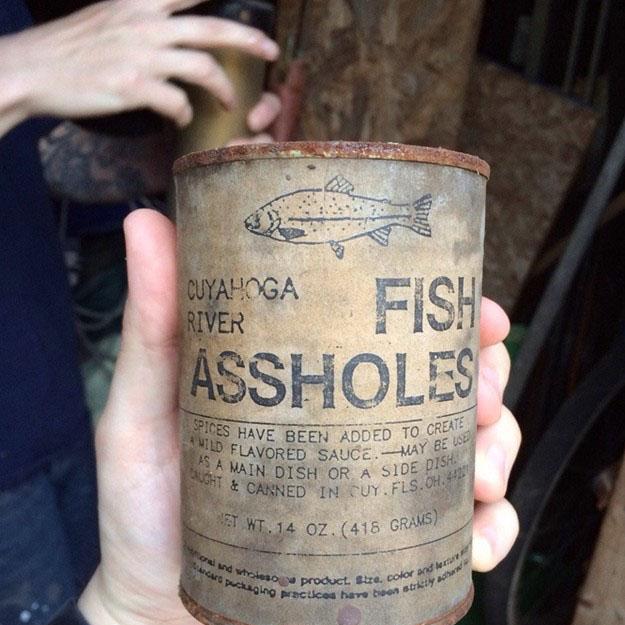 CUYAHOGA
RIVER
FISH
ASSHOLES
SPICES HAVE BEEN ADDED TO CREATE
A MILD FLAVORED SAUCE.—MAY BE USED
AS A MAIN DISH OR A SIDE DISH.
CAUGHT & CANNED IN CUY.FLS.OH.
NET WT. 14 OZ. (418 GRAMS)
and wholesome product. Size, color and texture
standard packaging practices have been strictly adhered